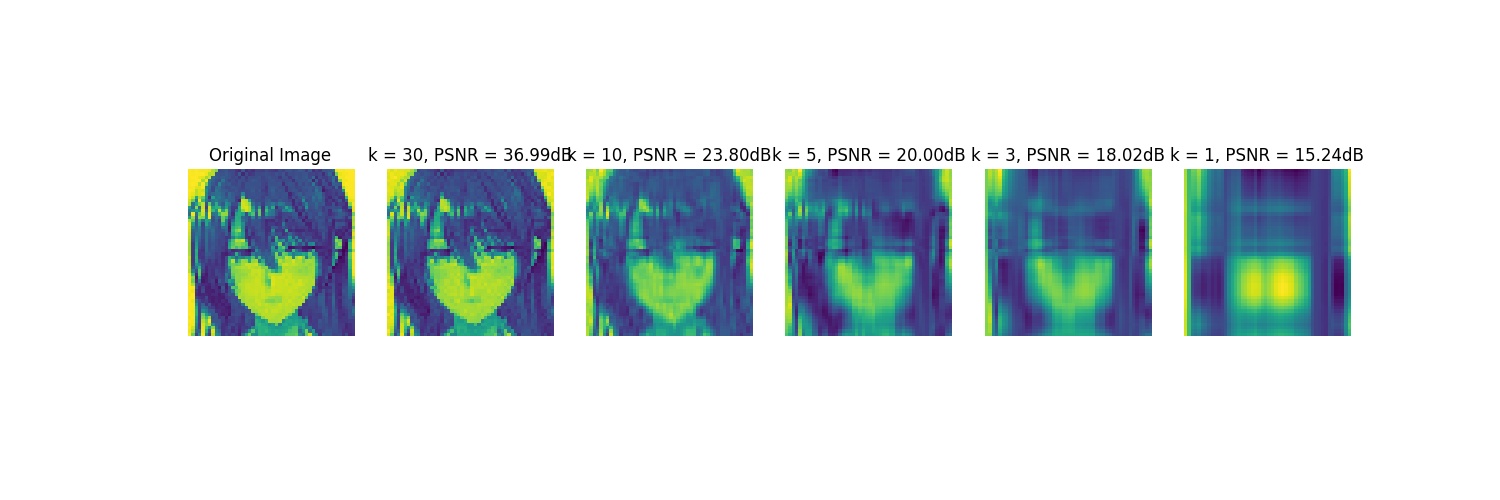 Original Image
k = 30, PSNR = 36.99dB
k = 10, PSNR = 23.80dB
k = 5, PSNR = 20.00dB
k = 3, PSNR = 18.02dB
k = 1, PSNR = 15.24dB